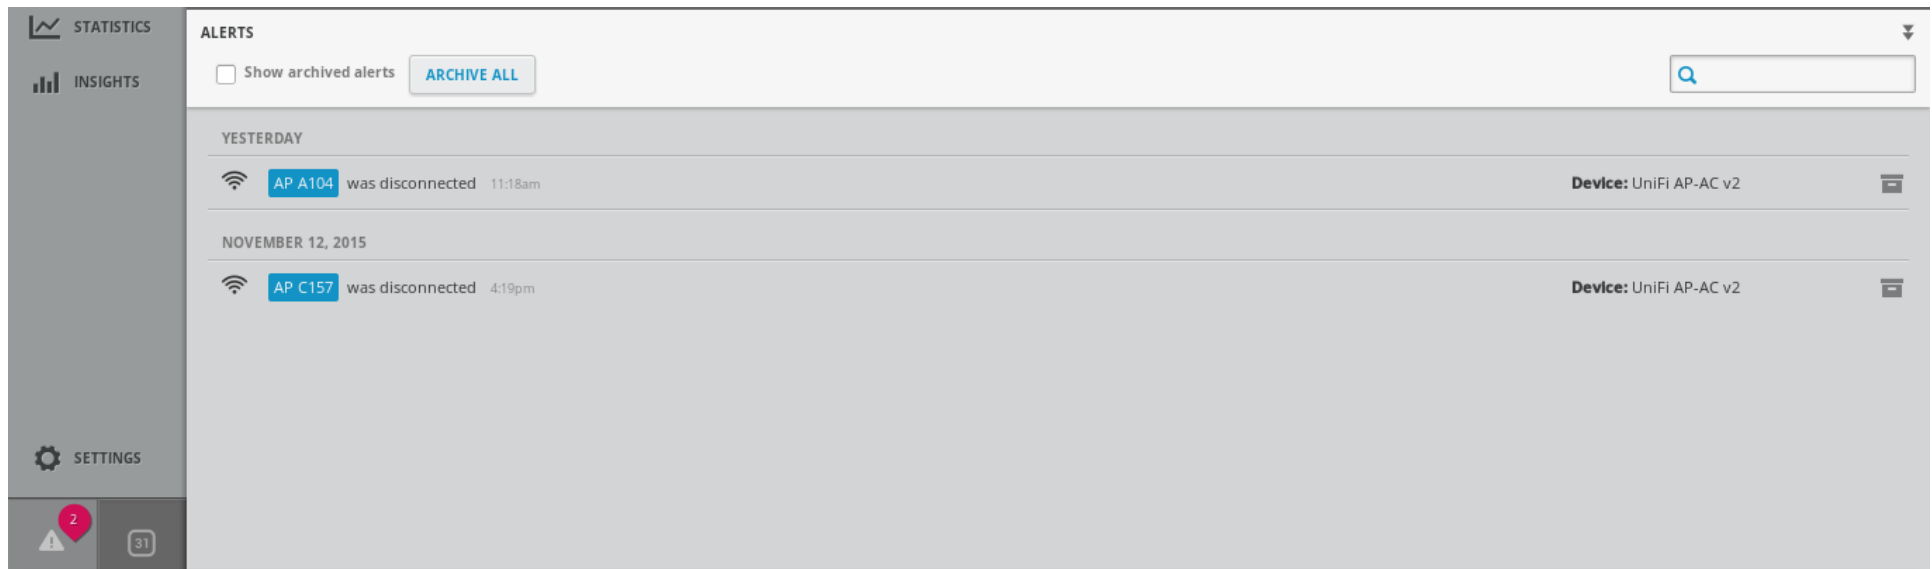 STATISTICS
INSIGHTS
SETTINGS
2
31
ALERTS
Show archived alerts ARCHIVE ALL
YESTERDAY
AP A104 was disconnected 11:18am Device: UniFi AP-AC v2
NOVEMBER 12, 2015
AP C157 was disconnected 4:19pm Device: UniFi AP-AC v2